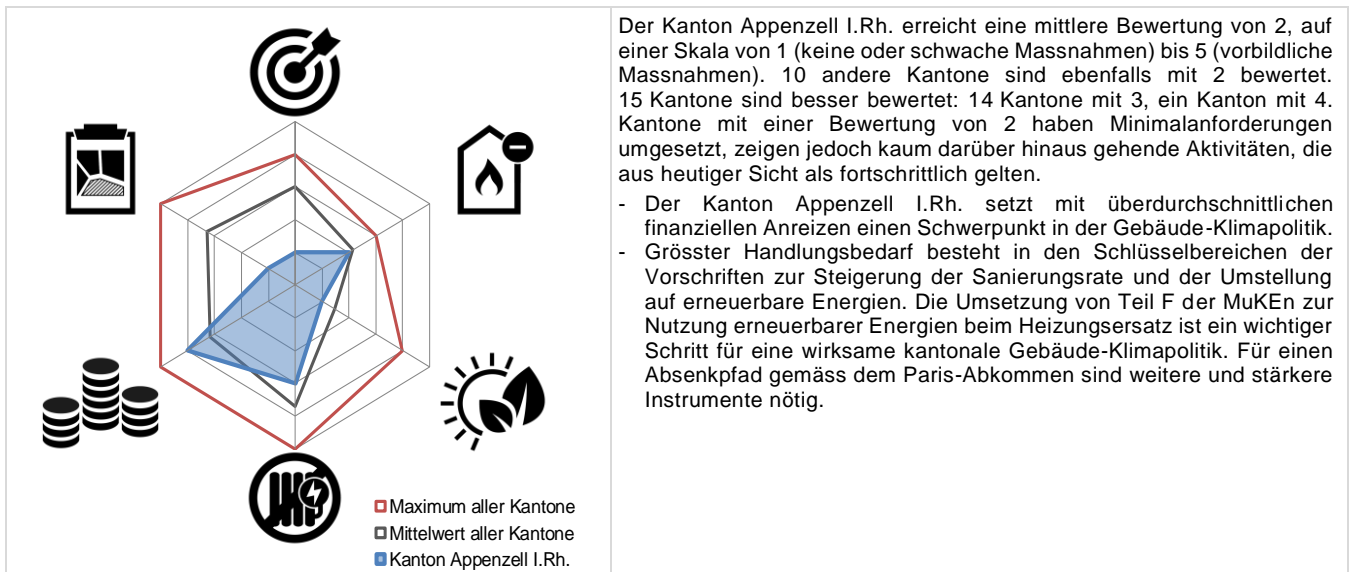 Maximum aller Kantone
Mittelwert aller Kantone
Kanton Appenzell I.Rh.
Der Kanton Appenzell I.Rh. erreicht eine mittlere Bewertung von 2, auf
einer Skala von 1 (keine oder schwache Massnahmen) bis 5 (vorbildliche
Massnahmen). 10 andere Kantone sind ebenfalls mit 2 bewertet.
15 Kantone sind besser bewertet: 14 Kantone mit 3, ein Kanton mit 4.
Kantone mit einer Bewertung von 2 haben Minimalanforderungen
umgesetzt, zeigen jedoch kaum darüber hinaus gehende Aktivitäten, die
aus heutiger Sicht als fortschrittlich gelten.
- Der Kanton Appenzell I.Rh. setzt mit überdurchschnittlichen
finanziellen Anreizen einen Schwerpunkt in der Gebäude-Klimapolitik.
- Grösster Handlungsbedarf besteht in den Schlüsselbereichen der
Vorschriften zur Steigerung der Sanierungsrate und der Umstellung
auf erneuerbare Energien. Die Umsetzung von Teil F der MuKEn zur
Nutzung erneuerbarer Energien beim Heizungsersatz ist ein wichtiger
Schritt für eine wirksame kantonale Gebäude-Klimapolitik. Für einen
Absenkpfad gemäss dem Paris-Abkommen sind weitere und stärkere
Instrumente nötig.